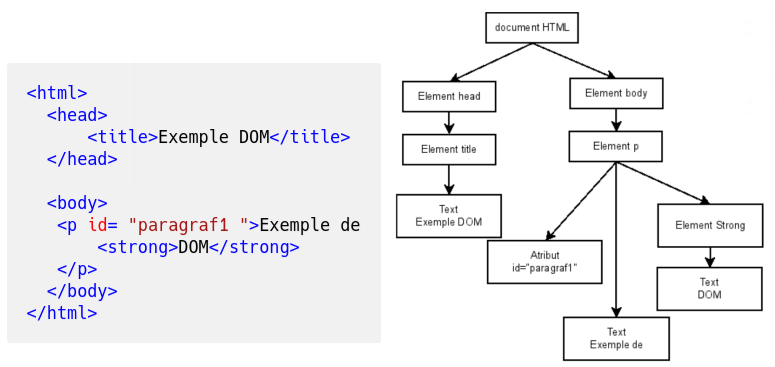 <html>
<head>
<title>Exemple DOM</title>
</head>
<body>
<p id= "paragraf1 ">Exemple de
<strong>DOM</strong>
</p>
</body>
</html>
document HTML
Element head
Element body
Element title
Element p
Text
Exemple DOM
Atribut
id="paragraf1"
Element Strong
Text
DOM
Text
Exemple de